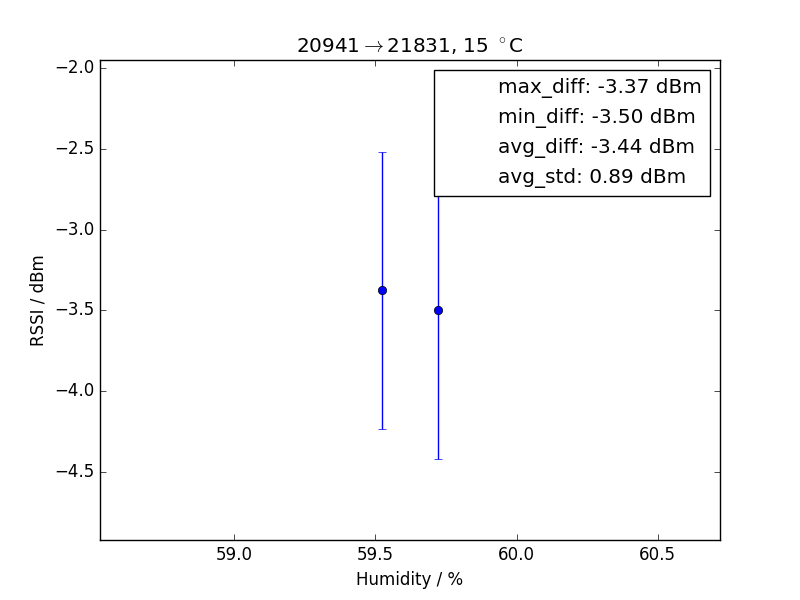 20941→21831, 15 °C
max_diff: -3.37 dBm
min_diff: -3.50 dBm
avg_diff: -3.44 dBm
avg_std: 0.89 dBm
RSSI / dBm
−2.0
−2.5
−3.0
−3.5
−4.0
−4.5
59.0 59.5 60.0 60.5
Humidity / %